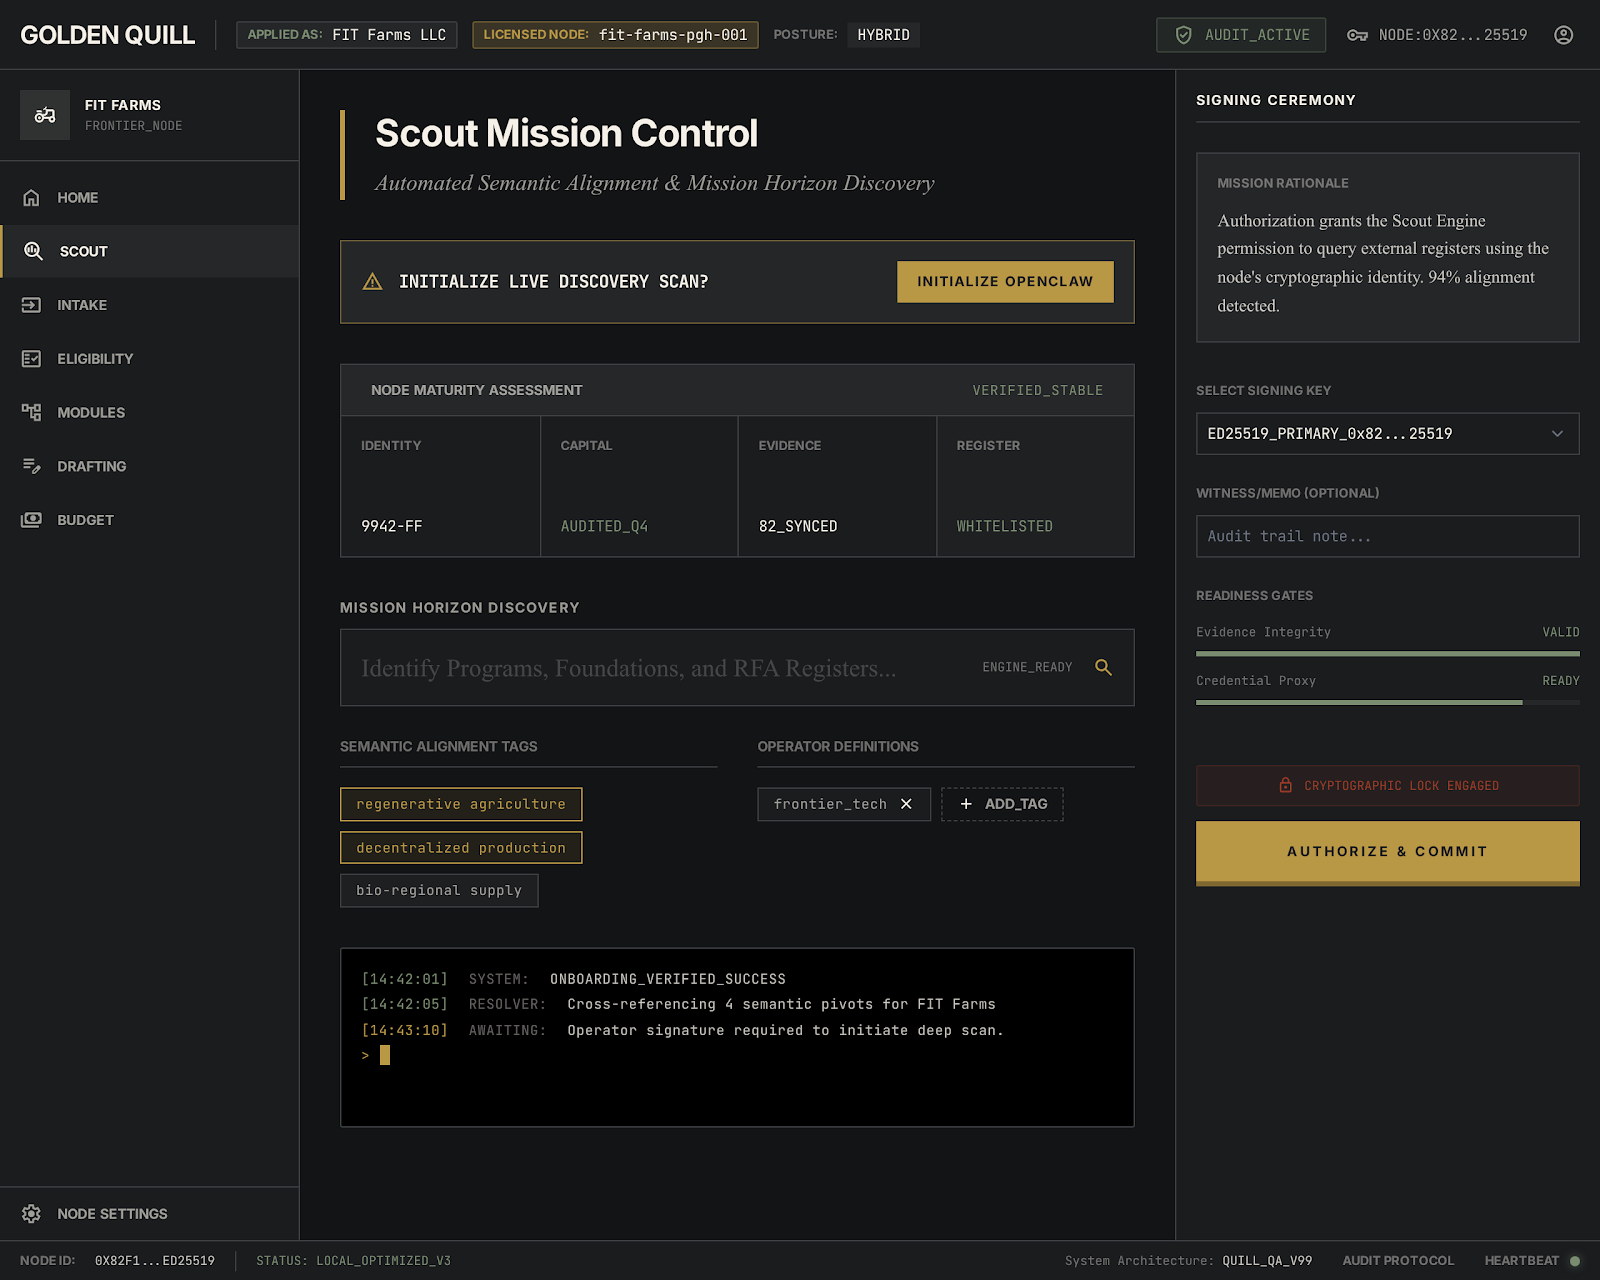 GOLDEN QUILL
APPLIED AS: FIT Farms LLC
LICENSED NODE: fit-farms-pgh-001
POSTURE: HYBRID
AUDIT_ACTIVE
NODE:0X82...25519
FIT FARMS
FRONTIER_NODE
HOME
SCOUT
INTAKE
ELIGIBILITY
MODULES
DRAFTING
BUDGET
NODE SETTINGS
Scout Mission Control
Automated Semantic Alignment & Mission Horizon Discovery
INITIALIZE LIVE DISCOVERY SCAN?
INITIALIZE OPENCLAW
NODE MATURITY ASSESSMENT
VERIFIED_STABLE
IDENTITY
9942-FF
CAPITAL
AUDITED_Q4
EVIDENCE
82_SYNCED
REGISTER
WHITELISTED
MISSION HORIZON DISCOVERY
Identify Programs, Foundations, and RFA Registers...
ENGINE_READY
SEMANTIC ALIGNMENT TAGS
regenerative agriculture
decentralized production
bio-regional supply
OPERATOR DEFINITIONS
frontier_tech
ADD_TAG
[14:42:01] SYSTEM: ONBOARDING_VERIFIED_SUCCESS
[14:42:05] RESOLVER: Cross-referencing 4 semantic pivots for FIT Farms
[14:43:10] AWAITING: Operator signature required to initiate deep scan.
>
SIGNING CEREMONY
MISSION RATIONALE
Authorization grants the Scout Engine
permission to query external registers using the
node's cryptographic identity. 94% alignment
detected.
SELECT SIGNING KEY
ED25519_PRIMARY_0x82...25519
WITNESS/MEMO (OPTIONAL)
Audit trail note...
READINESS GATES
Evidence Integrity VALID
Credential Proxy READY
CRYPTOGRAPHIC LOCK ENGAGED
AUTHORIZE & COMMIT
NODE ID: 0X82F1...ED25519
STATUS: LOCAL_OPTIMIZED_V3
System Architecture: QUILL_QA_V99
AUDIT PROTOCOL
HEARTBEAT